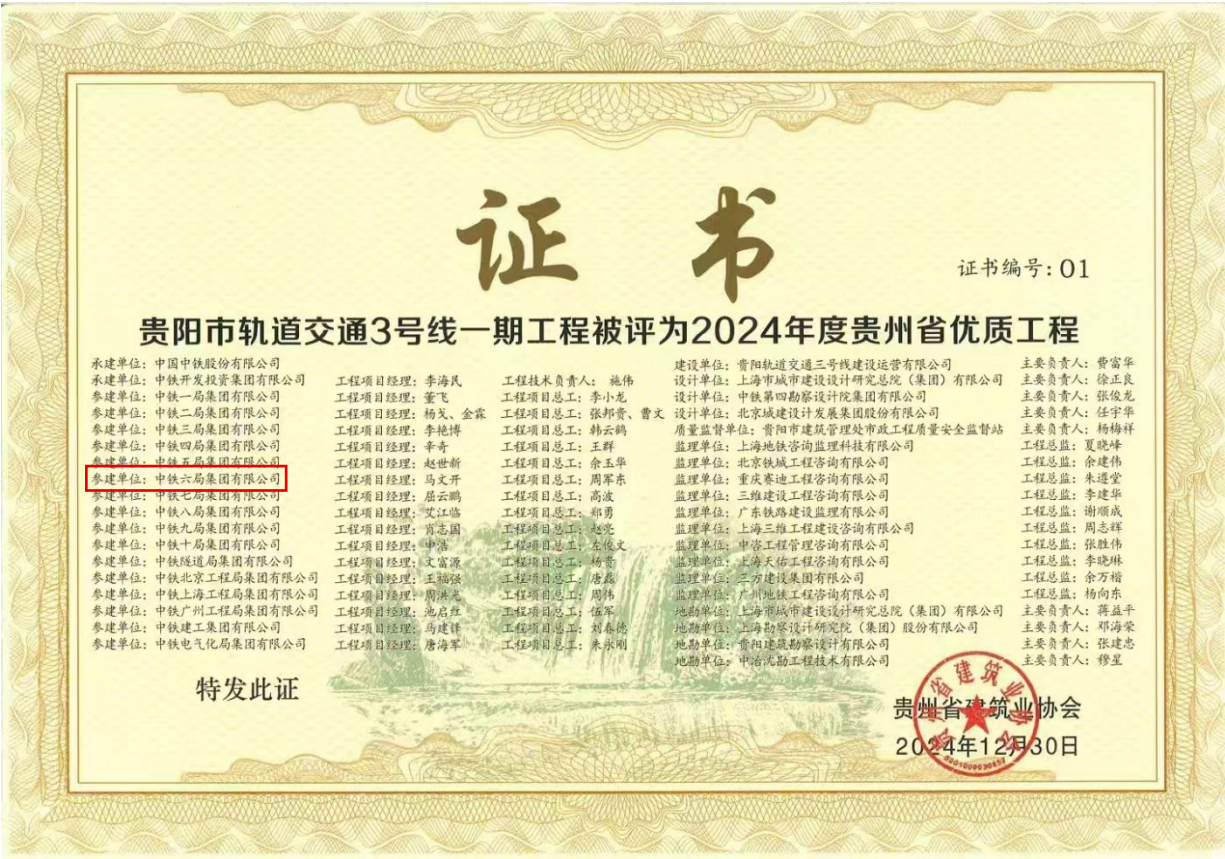 证 书
证书编号：01
贵阳市轨道交通3号线一期工程被评为2024年度贵州省优质工程
承建单位：中国中铁股份有限公司 建设单位：贵阳轨道交通三号线建设运营有限公司 主要负责人：费富华
承建单位：中铁开发投资集团有限公司 工程项目经理：李海民 工程技术负责人：施伟 设计单位：上海市城市建设设计研究总院（集团）有限公司 主要负责人：徐正良
参建单位：中铁一局集团有限公司 工程项目经理：董飞 工程项目总工：李小龙 设计单位：中铁第四勘察设计院集团有限公司 主要负责人：张俊龙
参建单位：中铁二局集团有限公司 工程项目经理：杨戈、金霖 工程项目总工：张邦贵、曹文 设计单位：北京城建设计发展集团股份有限公司 主要负责人：任宇华
参建单位：中铁三局集团有限公司 工程项目经理：李艳博 工程项目总工：韩云鹤 质量监督单位：贵阳市建筑管理处市政工程质量安全监督站 主要负责人：杨梅祥
参建单位：中铁四局集团有限公司 工程项目经理：辛奇 工程项目总工：王群 监理单位：上海地铁咨询监理科技有限公司 工程总监：夏晓峰
参建单位：中铁五局集团有限公司 工程项目经理：赵世新 工程项目总工：余玉华 监理单位：北京铁城工程咨询有限公司 工程总监：余建伟
参建单位：中铁六局集团有限公司 工程项目经理：马文开 工程项目总工：周军东 监理单位：重庆赛迪工程咨询有限公司 工程总监：朱道堂
参建单位：中铁七局集团有限公司 工程项目经理：屈云鹏 工程项目总工：高波 监理单位：三维建设工程咨询有限公司 工程总监：李建华
参建单位：中铁八局集团有限公司 工程项目经理：艾江临 工程项目总工：郑勇 监理单位：广东铁路建设监理有限公司 工程总监：谢顺成
参建单位：中铁九局集团有限公司 工程项目经理：肖志国 工程项目总工：赵亮 监理单位：上海三维工程建设咨询有限公司 工程总监：周志祥
参建单位：中铁十局集团有限公司 工程项目经理：申浩 工程项目总工：左俊文 监理单位：中咨工程管理咨询有限公司 工程总监：张胜伟
参建单位：中铁隧道局集团有限公司 工程项目经理：文富源 工程项目总工：杨贵 监理单位：上海天佑工程咨询有限公司 工程总监：李晓琳
参建单位：中铁北京工程局集团有限公司 工程项目经理：王福强 工程项目总工：唐磊 监理单位：三方建设集团有限公司 工程总监：余万楷
参建单位：中铁上海工程局集团有限公司 工程项目经理：周洪光 工程项目总工：周伟 监理单位：广州地铁工程咨询有限公司 工程总监：杨向东
参建单位：中铁广州工程局集团有限公司 工程项目经理：池启红 工程项目总工：伍军 地勘单位：上海市城市建设设计研究总院（集团）有限公司 主要负责人：蒋益平
参建单位：中铁建工集团有限公司 工程项目经理：马建锋 工程项目总工：刘春德 地勘单位：上海勘察设计研究院（集团）股份有限公司 主要负责人：邓海荣
参建单位：中铁电气化局集团有限公司 工程项目经理：唐海军 工程项目总工：朱永刚 地勘单位：贵阳建筑勘察设计有限公司 主要负责人：张建忠
地勘单位：中冶沈勘工程技术有限公司 主要负责人：穆星
特发此证
贵州省建筑业协会
2024年12月30日